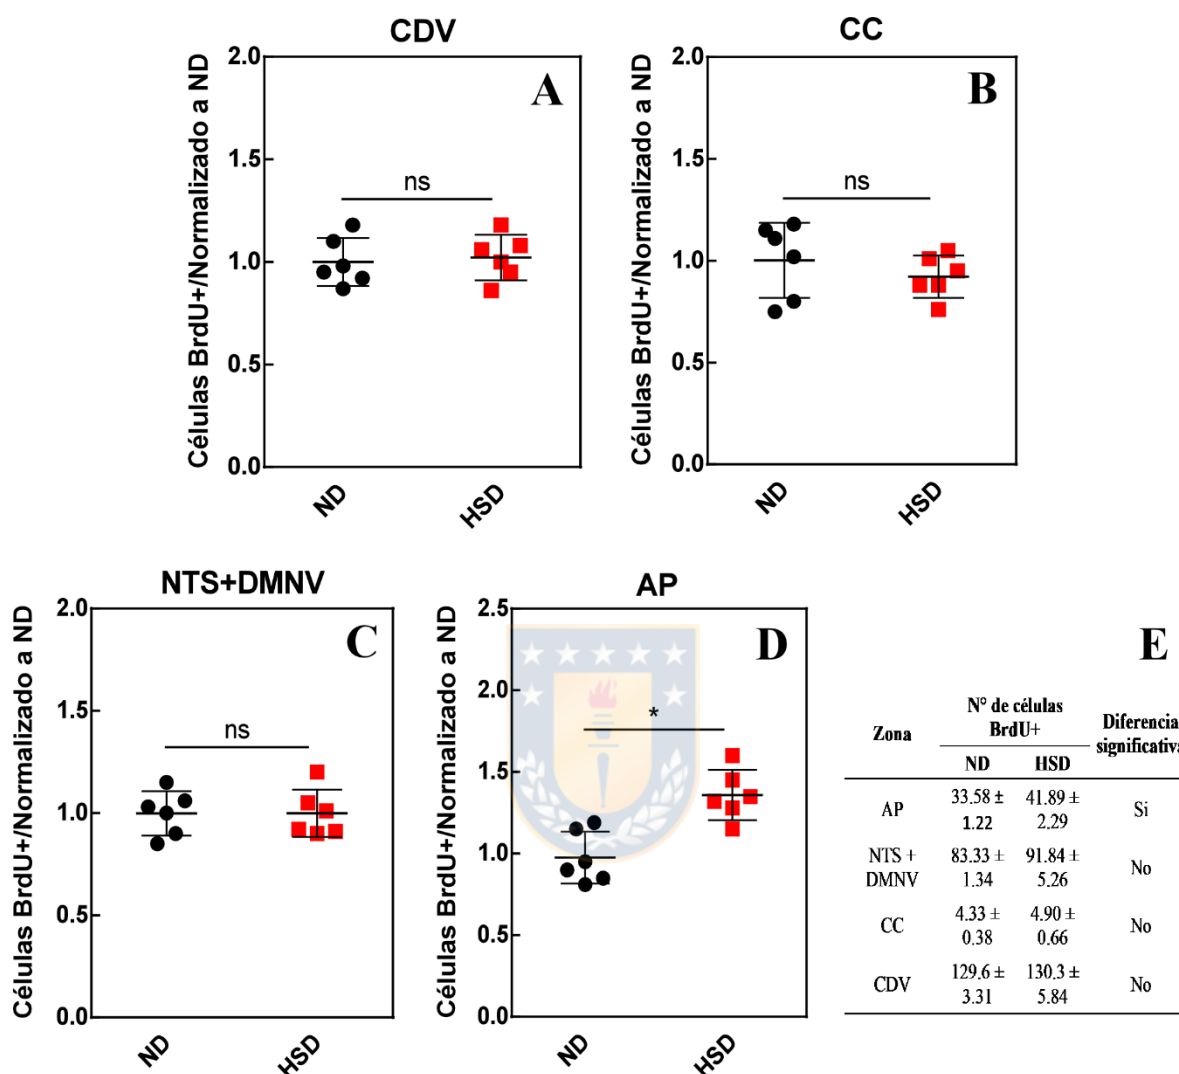 CDV
A
Células BrdU+/Normalizado a ND
2.0
1.5
1.0
0.5
0.0
ns
ND
HSD
CC
B
Células BrdU+/Normalizado a ND
2.0
1.5
1.0
0.5
0.0
ns
ND
HSD
NTS+DMNV
C
Células BrdU+/Normalizado a ND
2.0
1.5
1.0
0.5
0.0
ns
ND
HSD
AP
D
Células BrdU+/Normalizado a ND
2.5
2.0
1.5
1.0
0.5
0.0
*
ND
HSD
E
Zona
N° de células
BrdU+
Diferencia
significativa
ND HSD
AP 33.58 ± 1.22 41.89 ± 2.29 Si
NTS + DMNV 83.33 ± 1.34 91.84 ± 5.26 No
CC 4.33 ± 0.38 4.90 ± 0.66 No
CDV 129.6 ± 3.31 130.3 ± 5.84 No